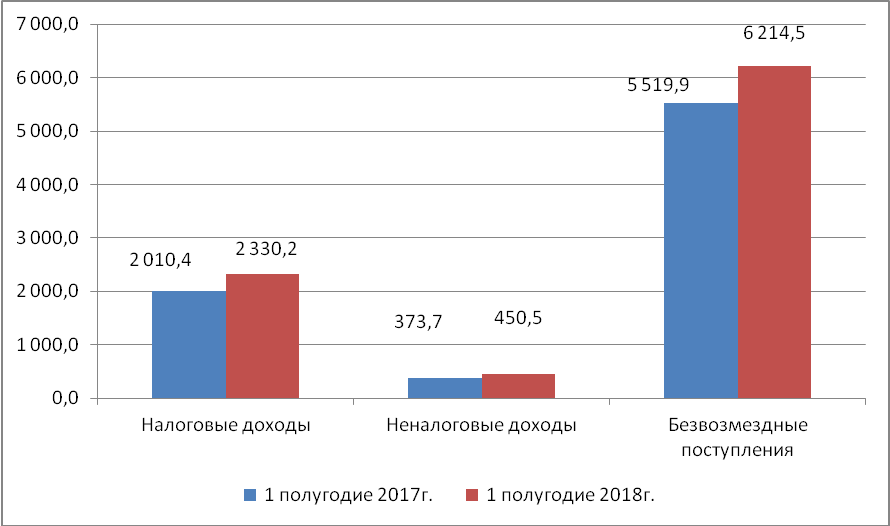 7 000,0
6 000,0
5 000,0
4 000,0
3 000,0
2 000,0
1 000,0
0,0
2 010,4
2 330,2
373,7
450,5
5 519,9
6 214,5
Налоговые доходы
Неналоговые доходы
Безвозмездные
поступления
1 полугодие 2017г.
1 полугодие 2018г.